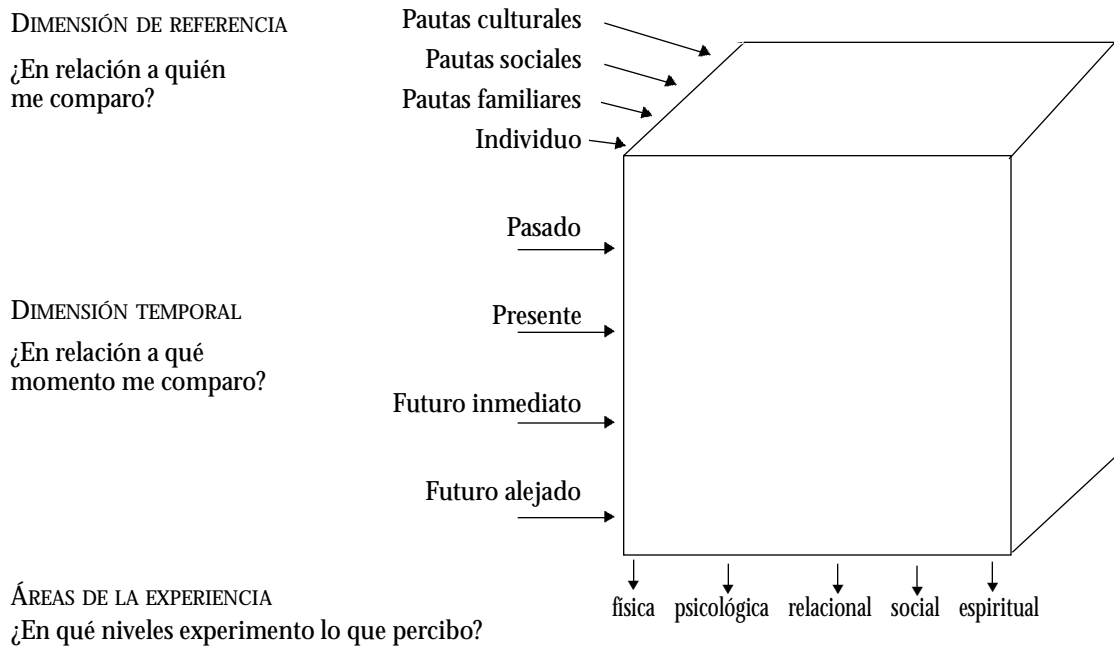 DIMENSIÓN DE REFERENCIA
¿En relación a quién
me comparo?
Pautas culturales
Pautas sociales
Pautas familiares
Individuo
Pasado
DIMENSIÓN TEMPORAL
¿En relación a qué
momento me comparo?
Presente
Futuro inmediato
Futuro alejado
ÁREAS DE LA EXPERIENCIA
¿En qué niveles experimento lo que percibo?
física psicológica relacional social espiritual